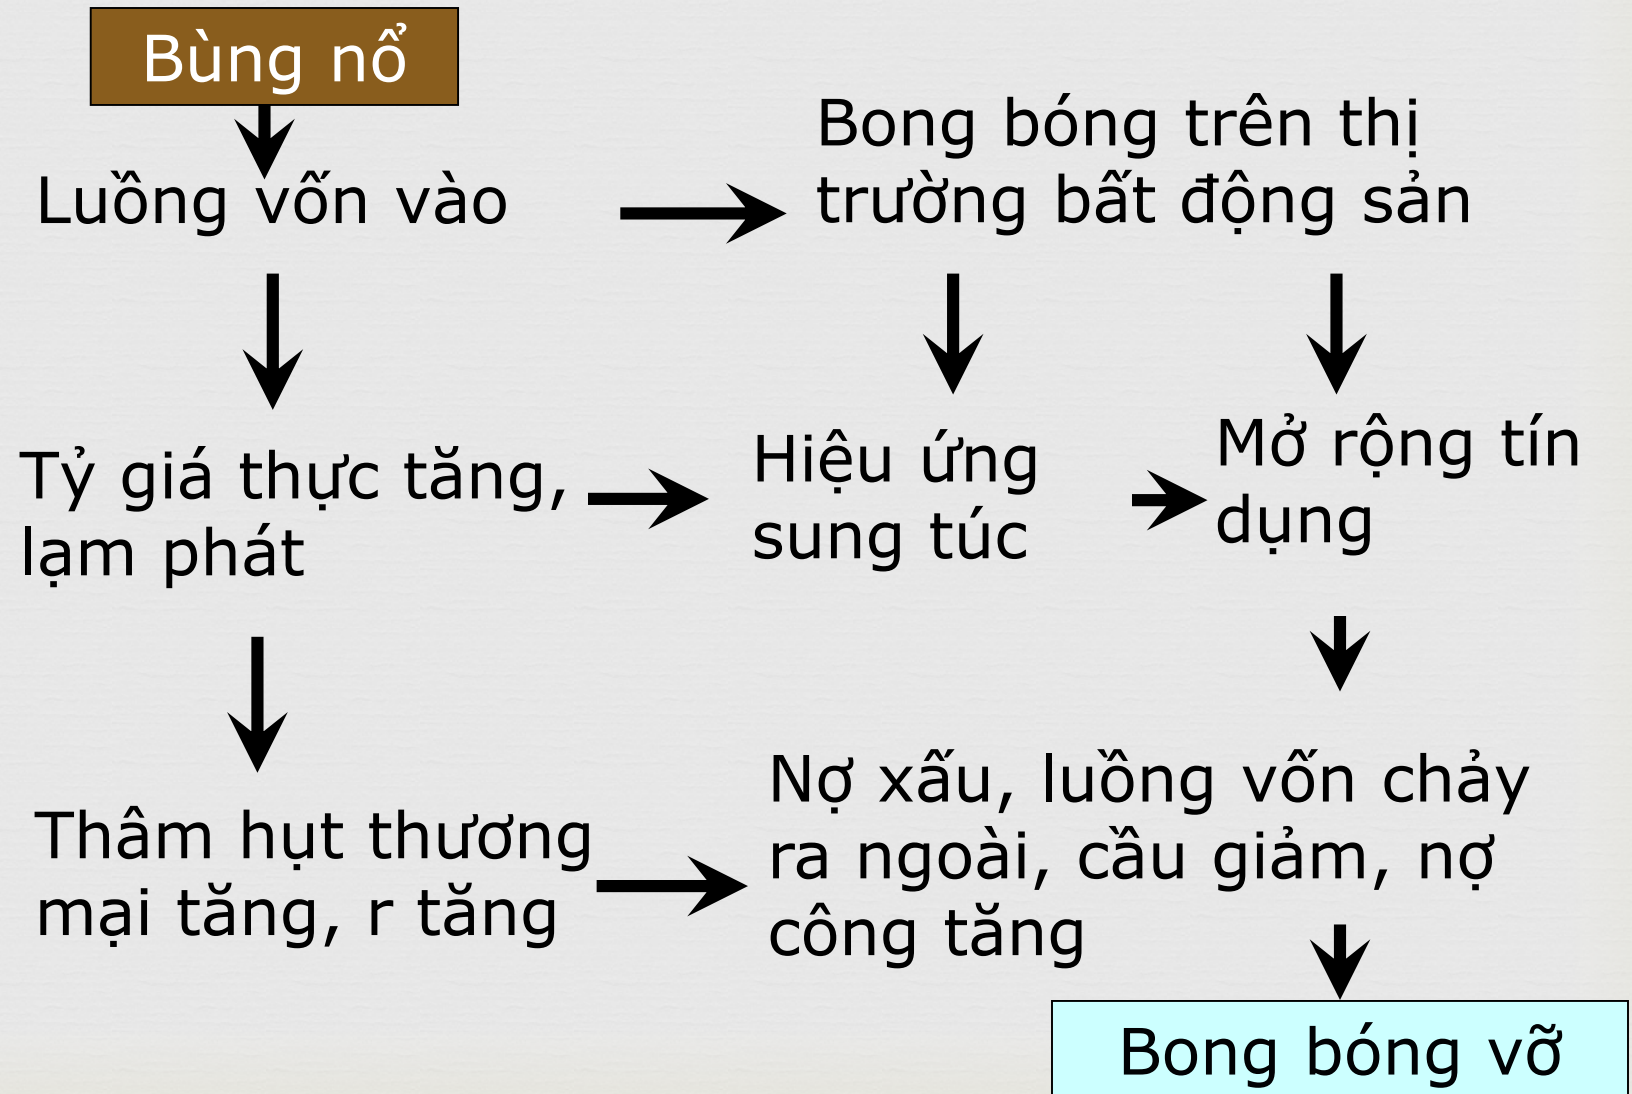 Bùng nổ
Luồng vốn vào
Bong bóng trên thị
trường bất động sản
Tỷ giá thực tăng,
lạm phát
Hiệu ứng
sung túc
Mở rộng tín
dụng
Thâm hụt thương
mại tăng, r tăng
Nợ xấu, luồng vốn chảy
ra ngoài, cầu giảm, nợ
công tăng
Bong bóng vỡ